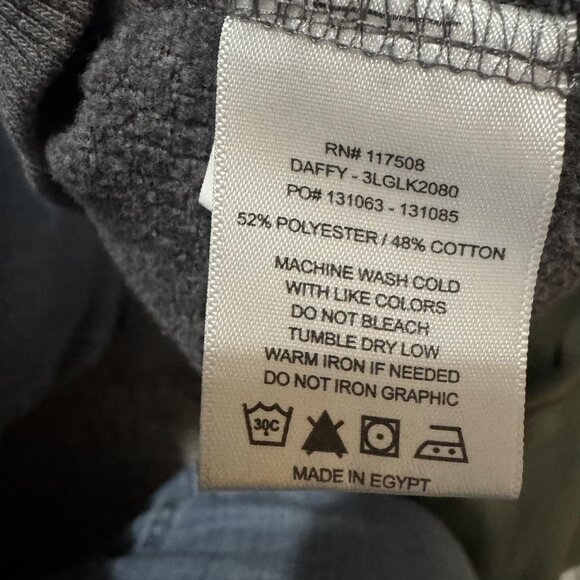 RN# 117508
DAFFY - 3LGLK2080
PO# 131063 - 131085
52% POLYESTER / 48% COTTON
MACHINE WASH COLD
WITH LIKE COLORS
DO NOT BLEACH
TUMBLE DRY LOW
WARM IRON IF NEEDED
DO NOT IRON GRAPHIC
30C
MADE IN EGYPT